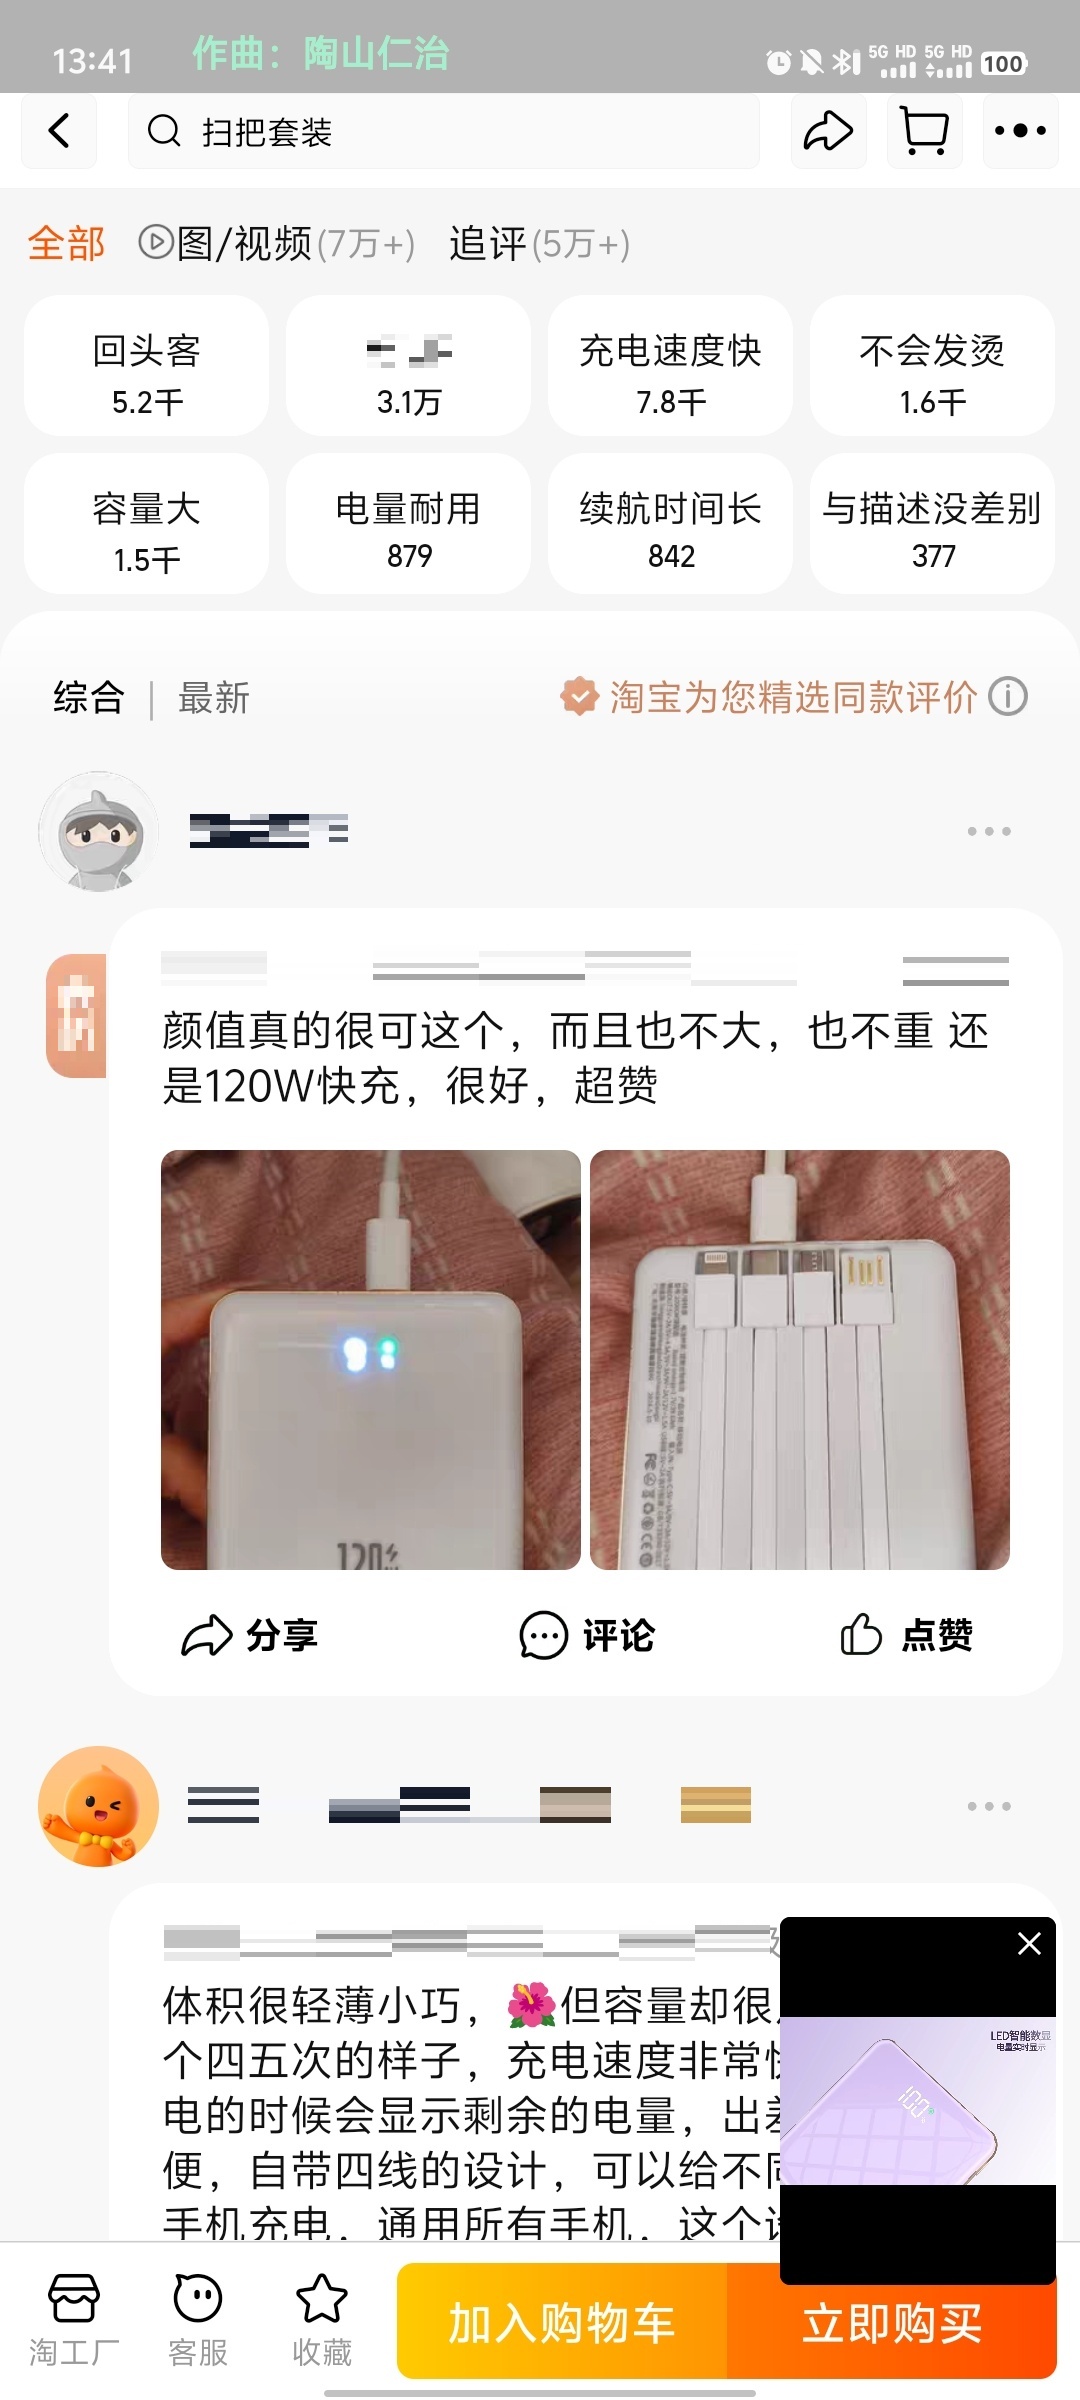 13:41
作曲：陶山仁治
5G HD 5G HD
100
扫把套装
全部
图/视频(7万+)
追评(5万+)
回头客
5.2千
3.1万
充电速度快
7.8千
不会发烫
1.6千
容量大
1.5千
电量耐用
879
续航时间长
842
与描述没差别
377
综合
最新
淘宝为您精选同款评价
颜值真的很可这个，而且也不大，也不重 还
是120W快充，很好，超赞
120
分享
评论
点赞
体积很轻薄小巧，🌺但容量却很
个四五次的样子，充电速度非常
电的时候会显示剩余的电量，出
便，自带四线的设计，可以给不
手机充电，通用所有手机，这个
LED智能数显
电量实时显示
100
淘工厂
客服
收藏
加入购物车
立即购买